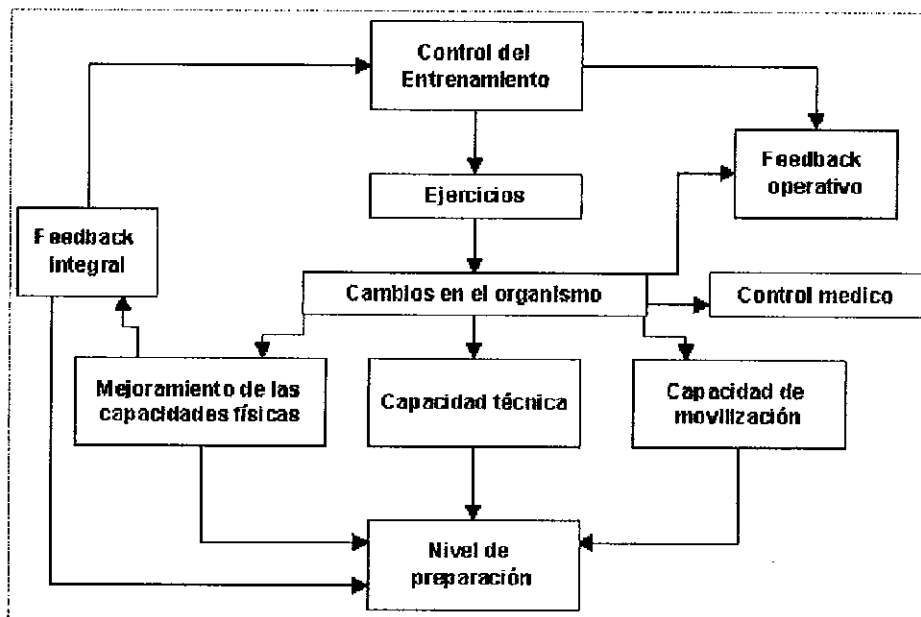 Control del
Entrenamiento
Feedback
operativo
Ejercicios
Feedback
integral
Cambios en el organismo
Control medico
Mejoramiento de las
capacidades físicas
Capacidad técnica
Capacidad de
movilización
Nivel de
preparación